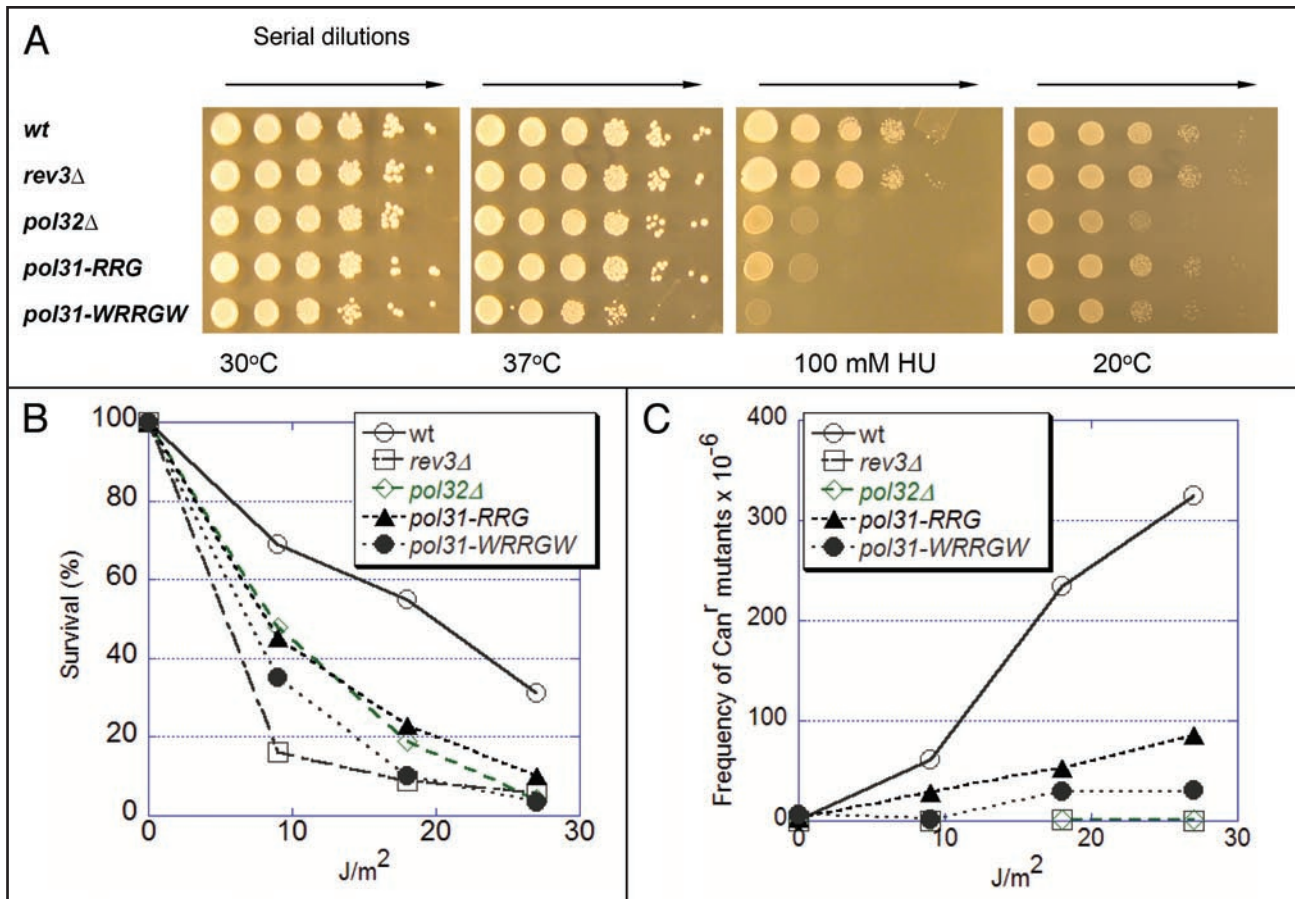 A
Serial dilutions
wt
rev3Δ
pol32Δ
pol31-RRG
pol31-WRRGW
30°C
37°C
100 mM HU
20°C
B
100
80
60
40
20
0
Survival (%)
0
10
20
30
J/m²
wt
rev3Δ
pol32Δ
pol31-RRG
pol31-WRRGW
C
400
300
200
100
0
Frequency of Canʳ mutants x 10⁻⁶
0
10
20
30
J/m²
wt
rev3Δ
pol32Δ
pol31-RRG
pol31-WRRGW